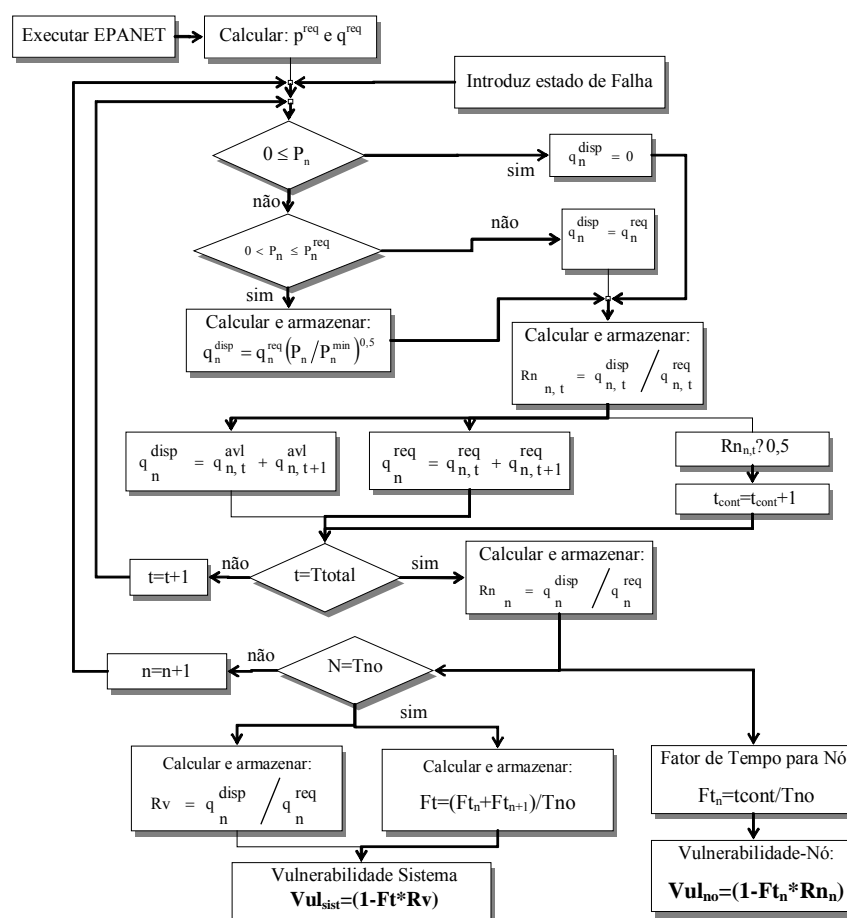 Executar EPANET
Calcular: p^req e q^req
Introduz estado de Falha
0 ≤ P_n
sim
q_n^disp = 0
não
não
0 < P_n ≤ P_n^req
q_n^disp = q_n^req
sim
Calcular e armazenar:
q_n^disp = q_n^req (P_n / P_n^min)^0,5
Calcular e armazenar:
Rn_n, t = q_n, t^disp / q_n, t^req
q_n^disp = q_n, t^avl + q_n, t+1^avl
q_n^req = q_n, t^req + q_n, t+1^req
Rn_n,t ? 0,5
t_cont=t_cont+1
t=t+1
não
t=Ttotal
sim
Calcular e armazenar:
Rn_n = q_n^disp / q_n^req
n=n+1
não
N=Tno
sim
Calcular e armazenar:
Rv = q_n^disp / q_n^req
Calcular e armazenar:
Ft=(Ft_n+Ft_n+1)/Tno
Fator de Tempo para Nó
Ft_n=tcont/Tno
Vulnerabilidade Sistema
Vul_sist=(1-Ft*Rv)
Vulnerabilidade-Nó:
Vul_no=(1-Ft_n*Rn_n)